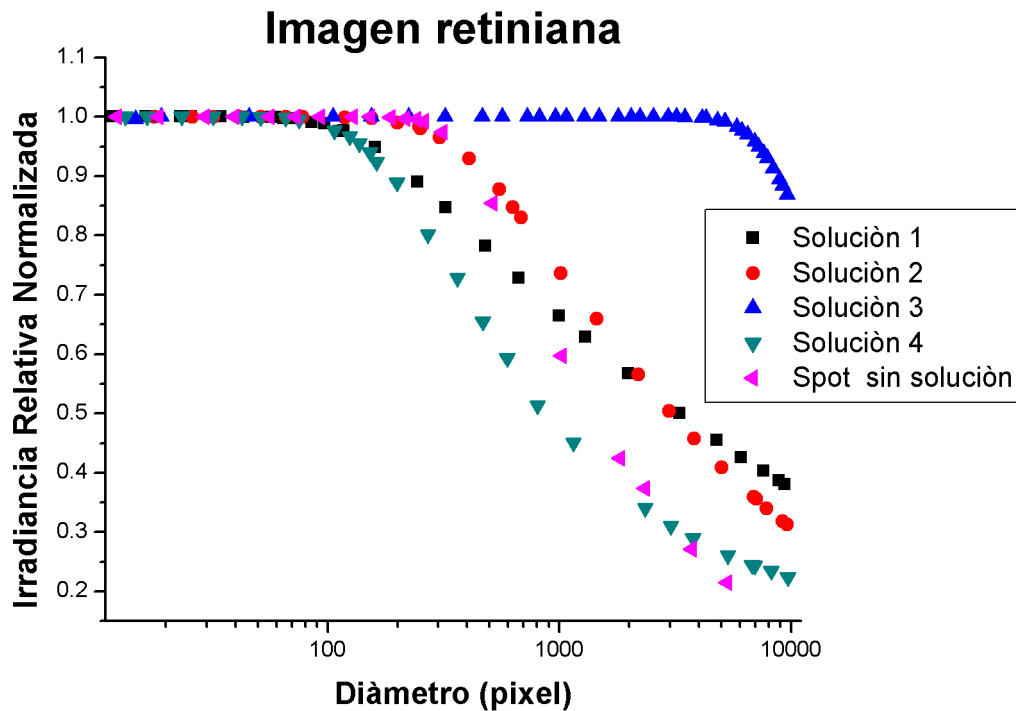 Imagen retiniana
Irradiancia Relativa Normalizada
1.1
1.0
0.9
0.8
0.7
0.6
0.5
0.4
0.3
0.2
100
1000
10000
Diàmetro (pixel)
Soluciòn 1
Soluciòn 2
Soluciòn 3
Soluciòn 4
Spot sin soluciòn